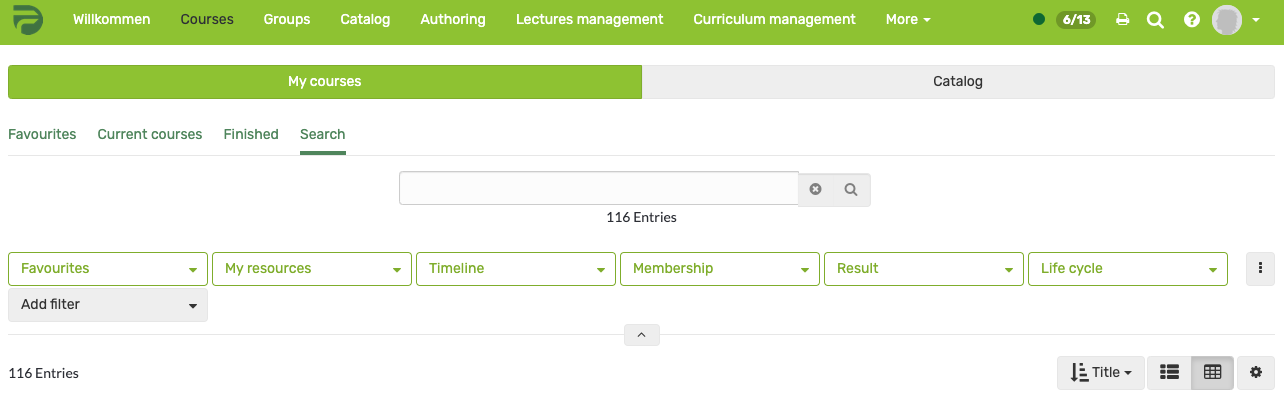 Willkommen Courses Groups Catalog Authoring Lectures management Curriculum management More 6/13
My courses Catalog
Favourites Current courses Finished Search
116 Entries
Favourites My resources Timeline Membership Result Life cycle
Add filter
116 Entries Title